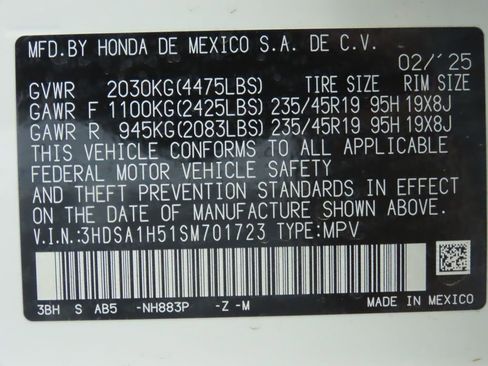 MFD.BY HONDA DE MEXICO S.A. DE C.V.
02/'25
GVWR 2030KG(4475LBS) TIRE SIZE RIM SIZE
GAWR F 1100KG(2425LBS) 235/45R19 95H 19X8J
GAWR R 945KG(2083LBS) 235/45R19 95H 19X8J
THIS VEHICLE CONFORMS TO ALL APPLICABLE
FEDERAL MOTOR VEHICLE SAFETY
AND THEFT PREVENTION STANDARDS IN EFFECT
ON THE DATE OF MANUFACTURE SHOWN ABOVE.
V.I.N.:3HDSA1H51SM701723 TYPE:MPV
3BH S AB5 -NH883P -Z -M MADE IN MEXICO